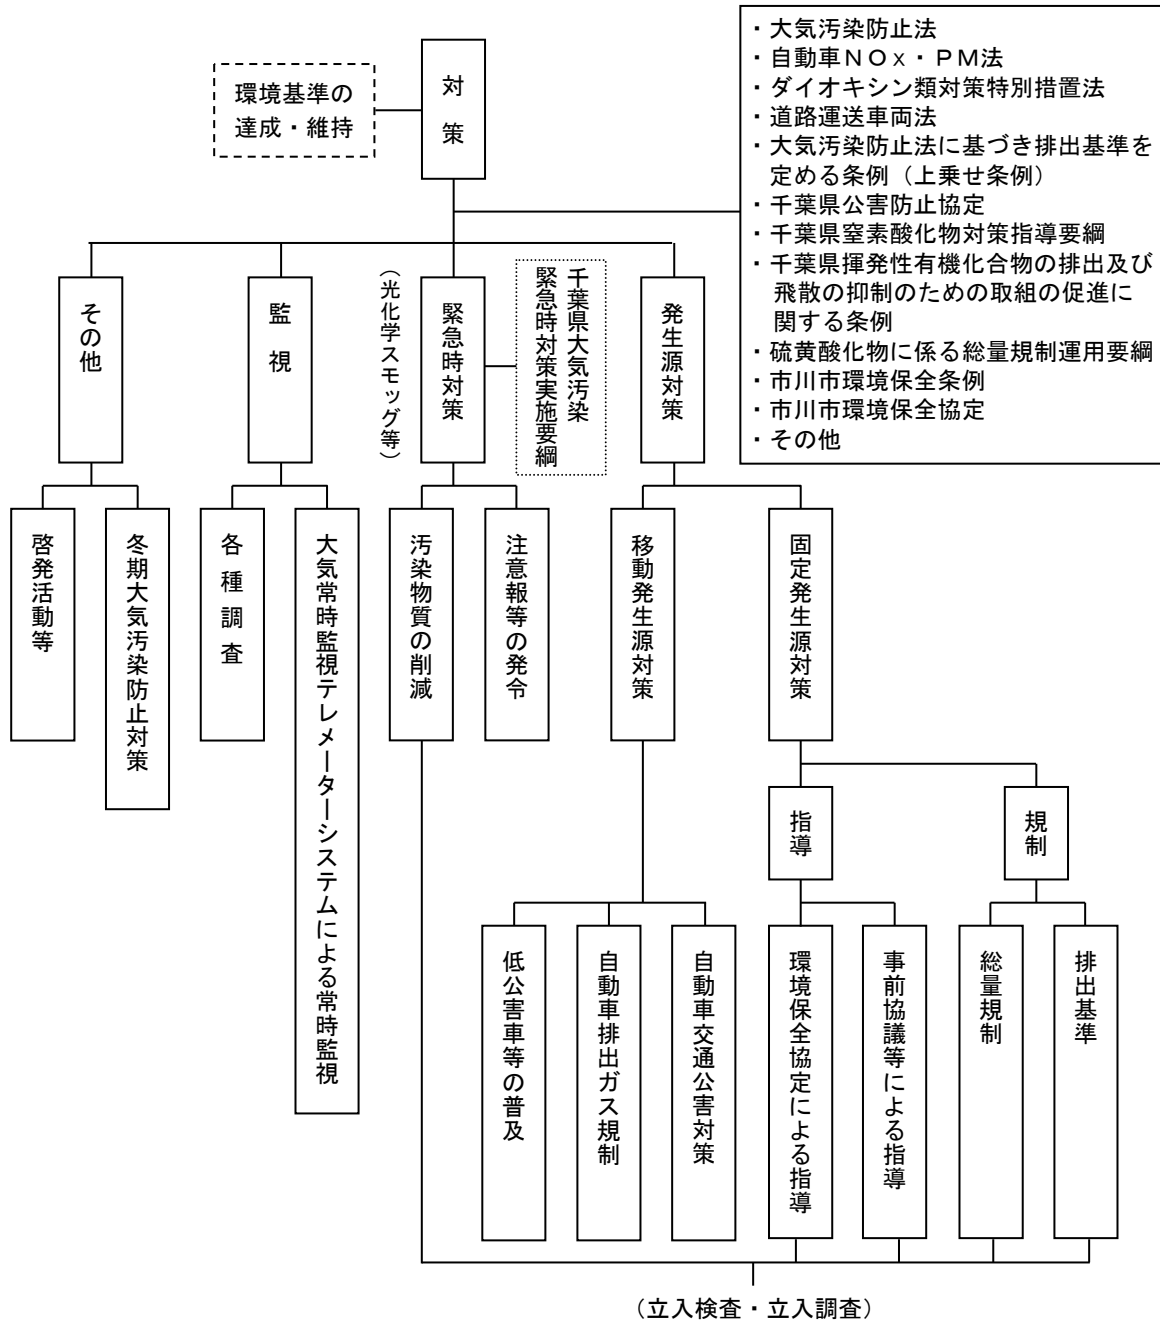 環境基準の
達成・維持
対策
・大気汚染防止法
・自動車ＮＯｘ・ＰＭ法
・ダイオキシン類対策特別措置法
・道路運送車両法
・大気汚染防止法に基づき排出基準を
定める条例（上乗せ条例）
・千葉県公害防止協定
・千葉県窒素酸化物対策指導要綱
・千葉県揮発性有機化合物の排出及び
飛散の抑制のための取組の促進に
関する条例
・硫黄酸化物に係る総量規制運用要綱
・市川市環境保全条例
・市川市環境保全協定
・その他
発生源対策
千葉県大気汚染
緊急時対策実施要綱
緊急時対策
（光化学スモッグ等）
監視
その他
固定発生源対策
移動発生源対策
注意報等の発令
汚染物質の削減
大気常時監視テレメーターシステムによる常時監視
各種調査
冬期大気汚染防止対策
啓発活動等
規制
指導
排出基準
総量規制
事前協議等による指導
環境保全協定による指導
自動車交通公害対策
自動車排出ガス規制
低公害車等の普及
（立入検査・立入調査）